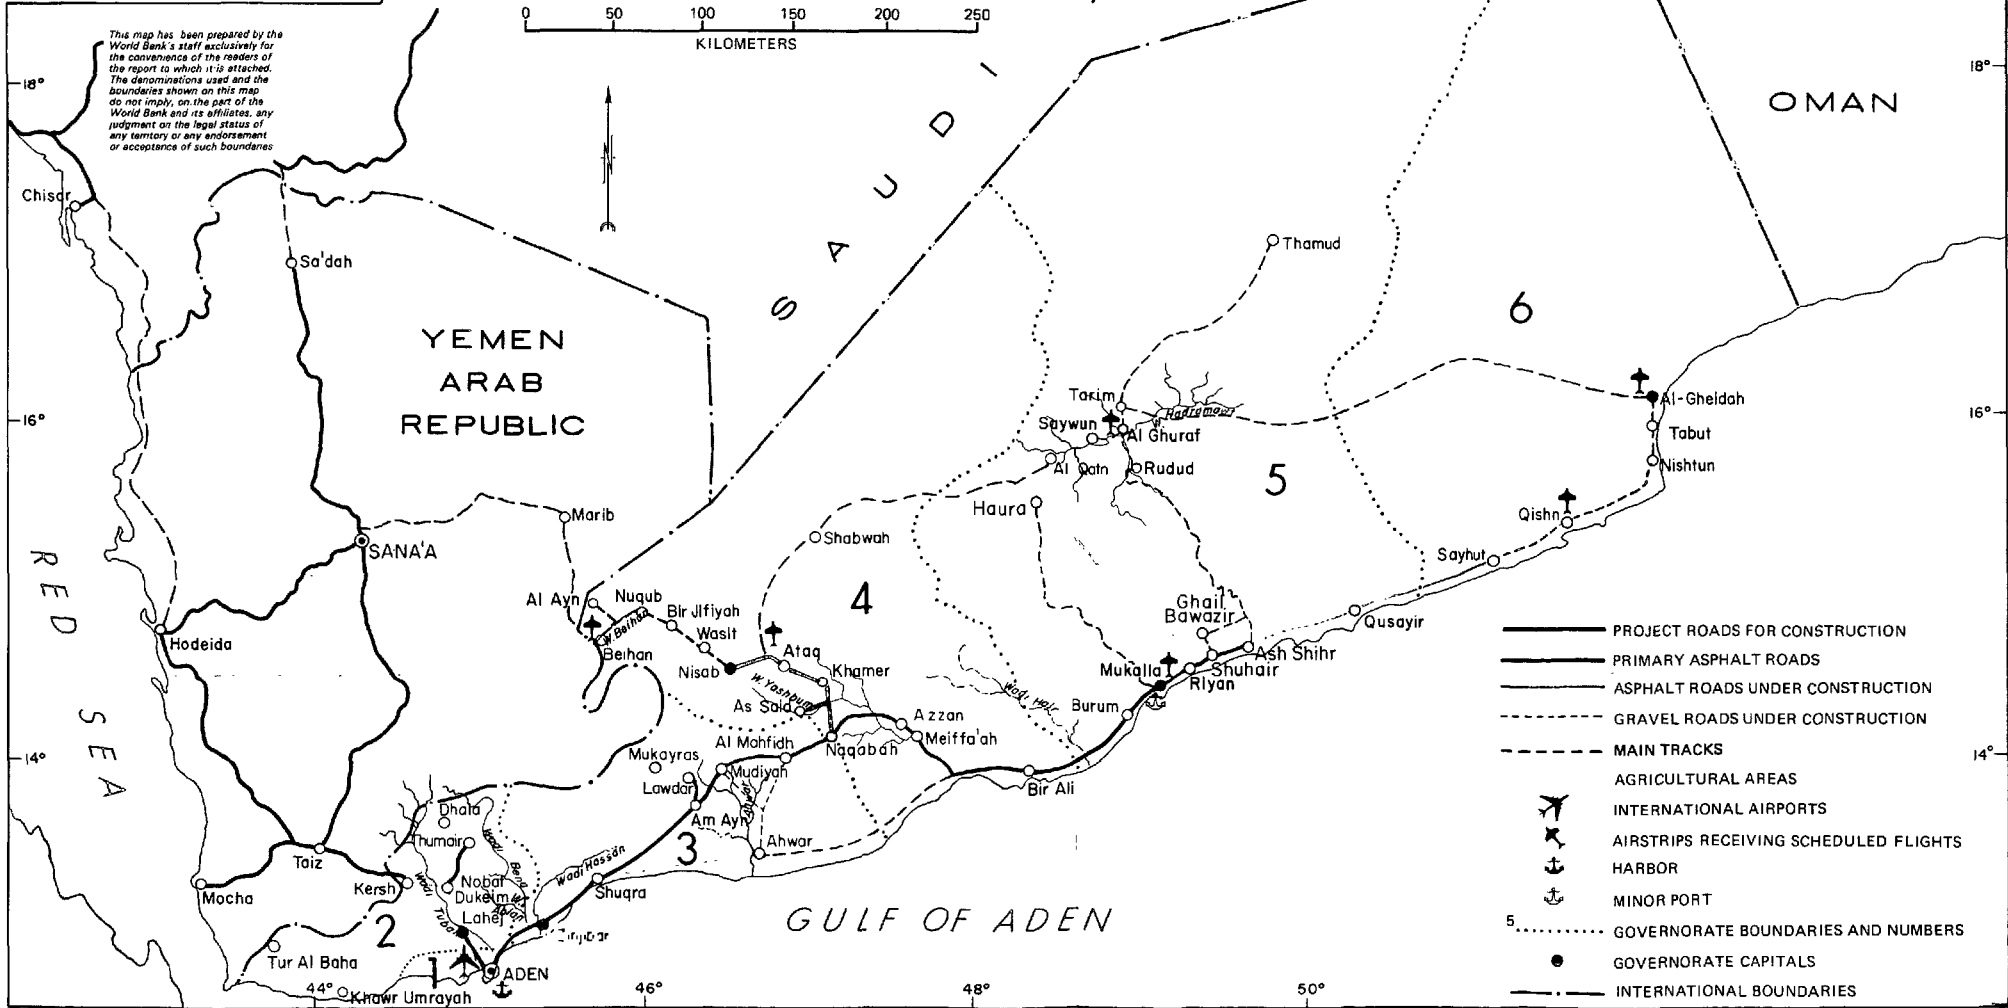 0 50 100 150 200 250
KILOMETERS
This map has been prepared by the
World Bank's staff exclusively for
the convenience of the readers of
the report to which it is attached.
The denominations used and the
boundaries shown on this map
do not imply, on the part of the
World Bank and its affiliates, any
judgment on the legal status of
any territory or any endorsement
or acceptance of such boundaries
18°
18°
OMAN
N
SAUDI
Chisar
Sa'dah
Thamud
YEMEN
ARAB
REPUBLIC
6
16°
16°
Tarim
Hadramawt
Saywun
Al Ghuraf
Al Qatn
Rudud
Al-Gheidah
Tabut
Nishtun
5
Haura
Qishn
Sayhut
Marib
SANA'A
Shabwah
RED SEA
Hodeida
Al Ayn
Nuqub
W. Beihan
Beihan
Bir Jlfiyah
Wasit
Nisab
4
Ataq
Khamer
W. Yashbum
As Said
Ghail
Bawazir
Qusayir
Ash Shihr
Shuhair
Riyan
Mukalla
Burum
Wadi Hajr
Azzan
Meiffa'ah
Naqabah
Al Mahfidh
Mudiyah
Mukayras
Lawdar
Am Ayn
Ahwar
14°
14°
Bir Ali
3
Ahwar
Dhala
Thumair
Wadi Bana
Wadi Hassan
Shuqra
Taiz
Kersh
Mocha
Nobat
Dukeim
Lahej
Wadi Tuban
2
GULF OF ADEN
Tur Al Baha
1
ADEN
Khawr Umrayah
44°
46°
48°
50°
PROJECT ROADS FOR CONSTRUCTION
PRIMARY ASPHALT ROADS
ASPHALT ROADS UNDER CONSTRUCTION
GRAVEL ROADS UNDER CONSTRUCTION
MAIN TRACKS
AGRICULTURAL AREAS
INTERNATIONAL AIRPORTS
AIRSTRIPS RECEIVING SCHEDULED FLIGHTS
HARBOR
MINOR PORT
5 GOVERNORATE BOUNDARIES AND NUMBERS
GOVERNORATE CAPITALS
INTERNATIONAL BOUNDARIES